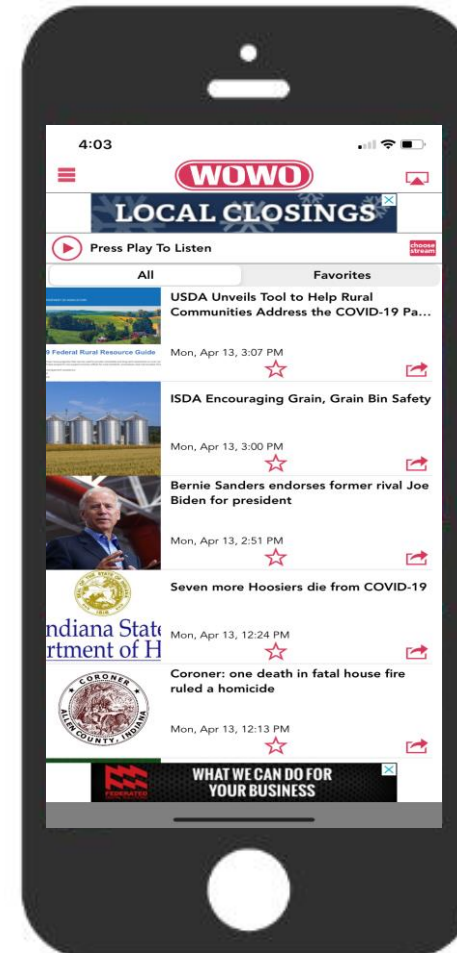 4:03
WOWO
LOCAL CLOSINGS
Press Play To Listen
choose
stream
All
Favorites
USDA Unveils Tool to Help Rural
Communities Address the COVID-19 Pa...
9 Federal Rural Resource Guide
Mon, Apr 13, 3:07 PM
ISDA Encouraging Grain, Grain Bin Safety
Mon, Apr 13, 3:00 PM
Bernie Sanders endorses former rival Joe
Biden for president
Mon, Apr 13, 2:51 PM
Seven more Hoosiers die from COVID-19
ndiana State
rtment of H
Mon, Apr 13, 12:24 PM
Coroner: one death in fatal house fire
ruled a homicide
CORONER
ALLEN COUNTY, INDIANA
Mon, Apr 13, 12:13 PM
FEDERATED
WHAT WE CAN DO FOR
YOUR BUSINESS